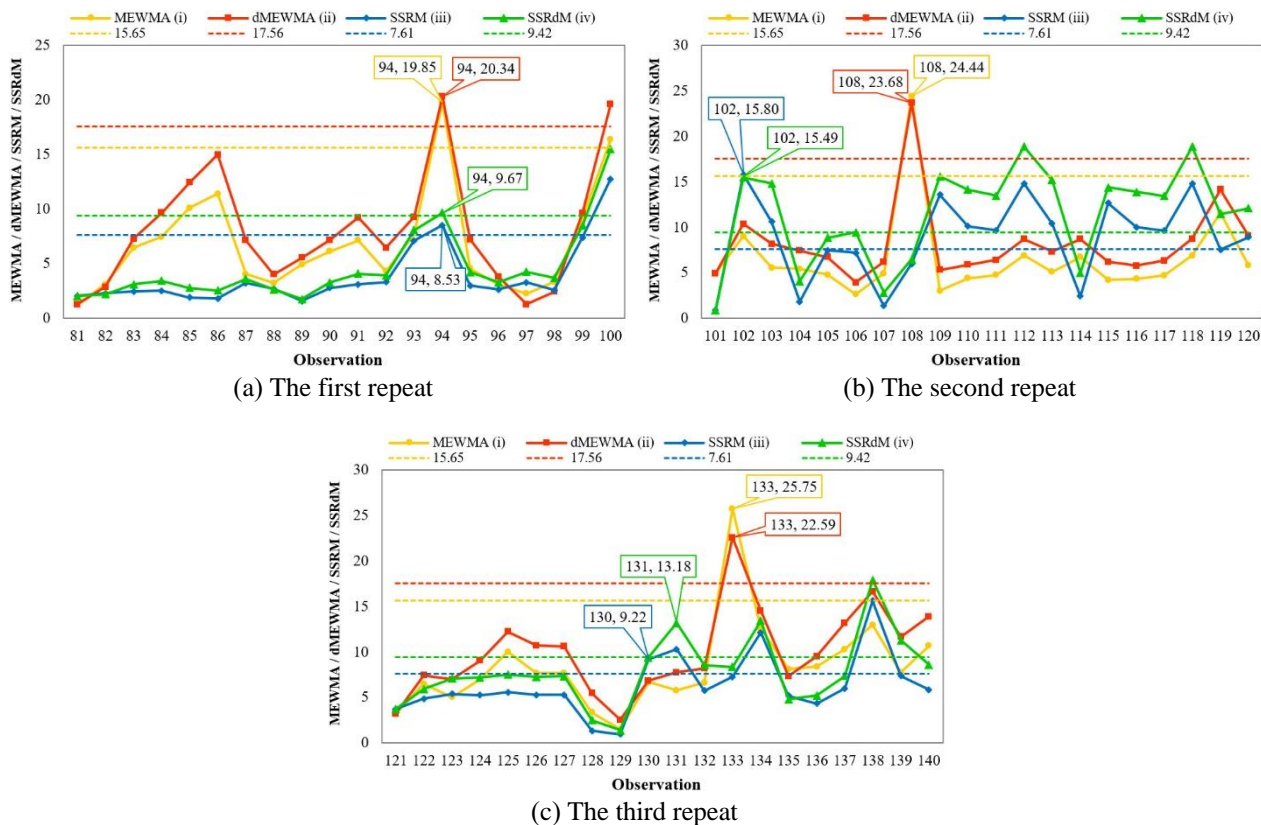 MEWMA (i) dMEWMA (ii) SSRM (iii) SSRdM (iv)
15.65 17.56 7.61 9.42
MEWMA / dMEWMA / SSRM / SSRdM
25
20
15
10
5
0
94, 19.85
94, 20.34
94, 9.67
94, 8.53
81 82 83 84 85 86 87 88 89 90 91 92 93 94 95 96 97 98 99 100
Observation
(a) The first repeat
MEWMA (i) dMEWMA (ii) SSRM (iii) SSRdM (iv)
15.65 17.56 7.61 9.42
MEWMA / dMEWMA / SSRM / SSRdM
30
25
20
15
10
5
0
108, 24.44
108, 23.68
102, 15.80
102, 15.49
101 102 103 104 105 106 107 108 109 110 111 112 113 114 115 116 117 118 119 120
Observation
(b) The second repeat
MEWMA (i) dMEWMA (ii) SSRM (iii) SSRdM (iv)
15.65 17.56 7.61 9.42
MEWMA / dMEWMA / SSRM / SSRdM
30
25
20
15
10
5
0
133, 25.75
133, 22.59
131, 13.18
130, 9.22
121 122 123 124 125 126 127 128 129 130 131 132 133 134 135 136 137 138 139 140
Observation
(c) The third repeat